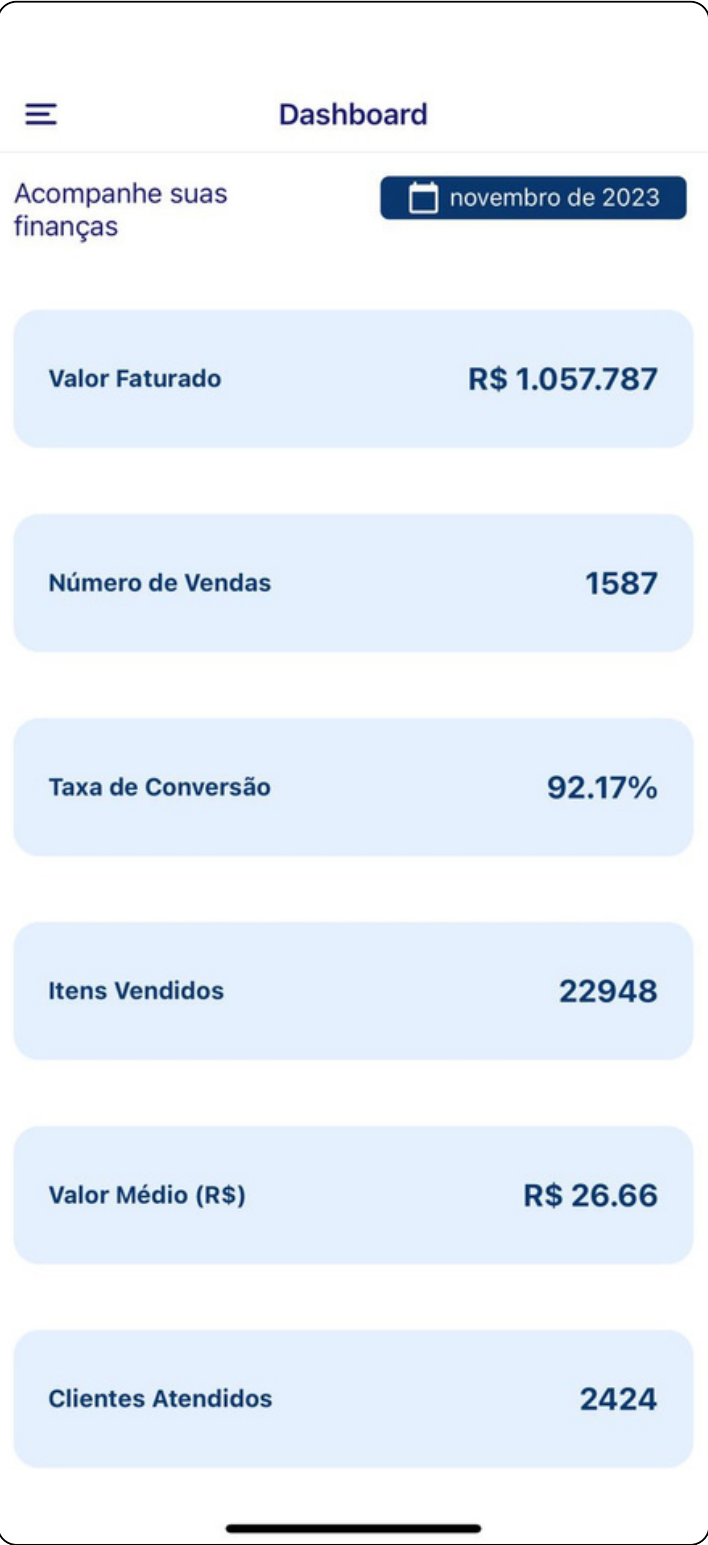 Dashboard
Acompanhe suas
finanças
novembro de 2023
Valor Faturado R$ 1.057.787
Número de Vendas 1587
Taxa de Conversão 92.17%
Itens Vendidos 22948
Valor Médio (R$) R$ 26.66
Clientes Atendidos 2424